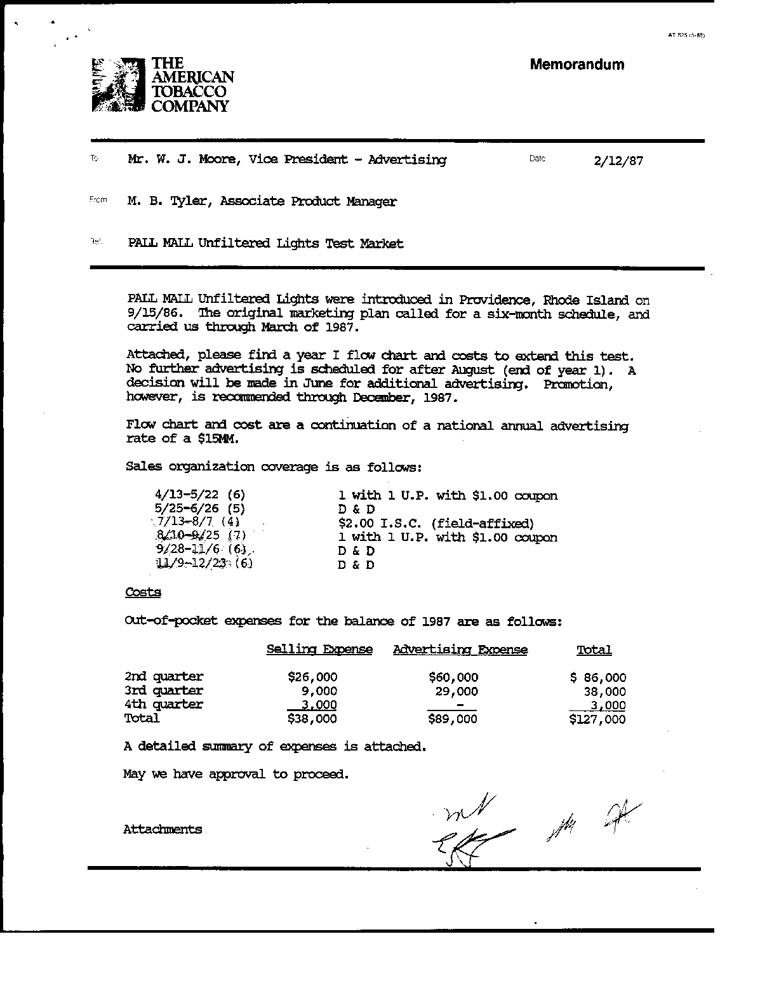 THE
AMERICAN
TOBACCO
COMPANY
Memorandum
To Mr. W. J. Moore, Vice President - Advertising Date 2/12/87
From M. B. Tyler, Associate Product Manager
Ref. PALL MALL Unfiltered Lights Test Market
PALL MALL Unfiltered Lights were introduced in Providence, Rhode Island on
9/15/86. The original marketing plan called for a six-month schedule, and
carried us through March of 1987.
Attached, please find a year I flow chart and costs to extend this test.
No further advertising is scheduled for after August (end of year 1). A
decision will be made in June for additional advertising. Promotion,
however, is recommended through December, 1987.
Flow chart and cost are a continuation of a national annual advertising
rate of a $15MM.
Sales organization coverage is as follows:
4/13-5/22 (6) 1 with 1 U.P. with $1.00 coupon
5/25-6/26 (5) D & D
7/13-8/7 (4) $2.00 I.S.C. (field-affixed)
8/10-9/25 (7) 1 with 1 U.P. with $1.00 coupon
9/28-11/6 (6) D & D
11/9-12/23 (6) D & D
Costs
Out-of-pocket expenses for the balance of 1987 are as follows:
Selling Expense Advertising Expense Total
2nd quarter $26,000 $60,000 $ 86,000
3rd quarter 9,000 29,000 38,000
4th quarter 3,000 - 3,000
Total $38,000 $89,000 $127,000
A detailed summary of expenses is attached.
May we have approval to proceed.
Attachments